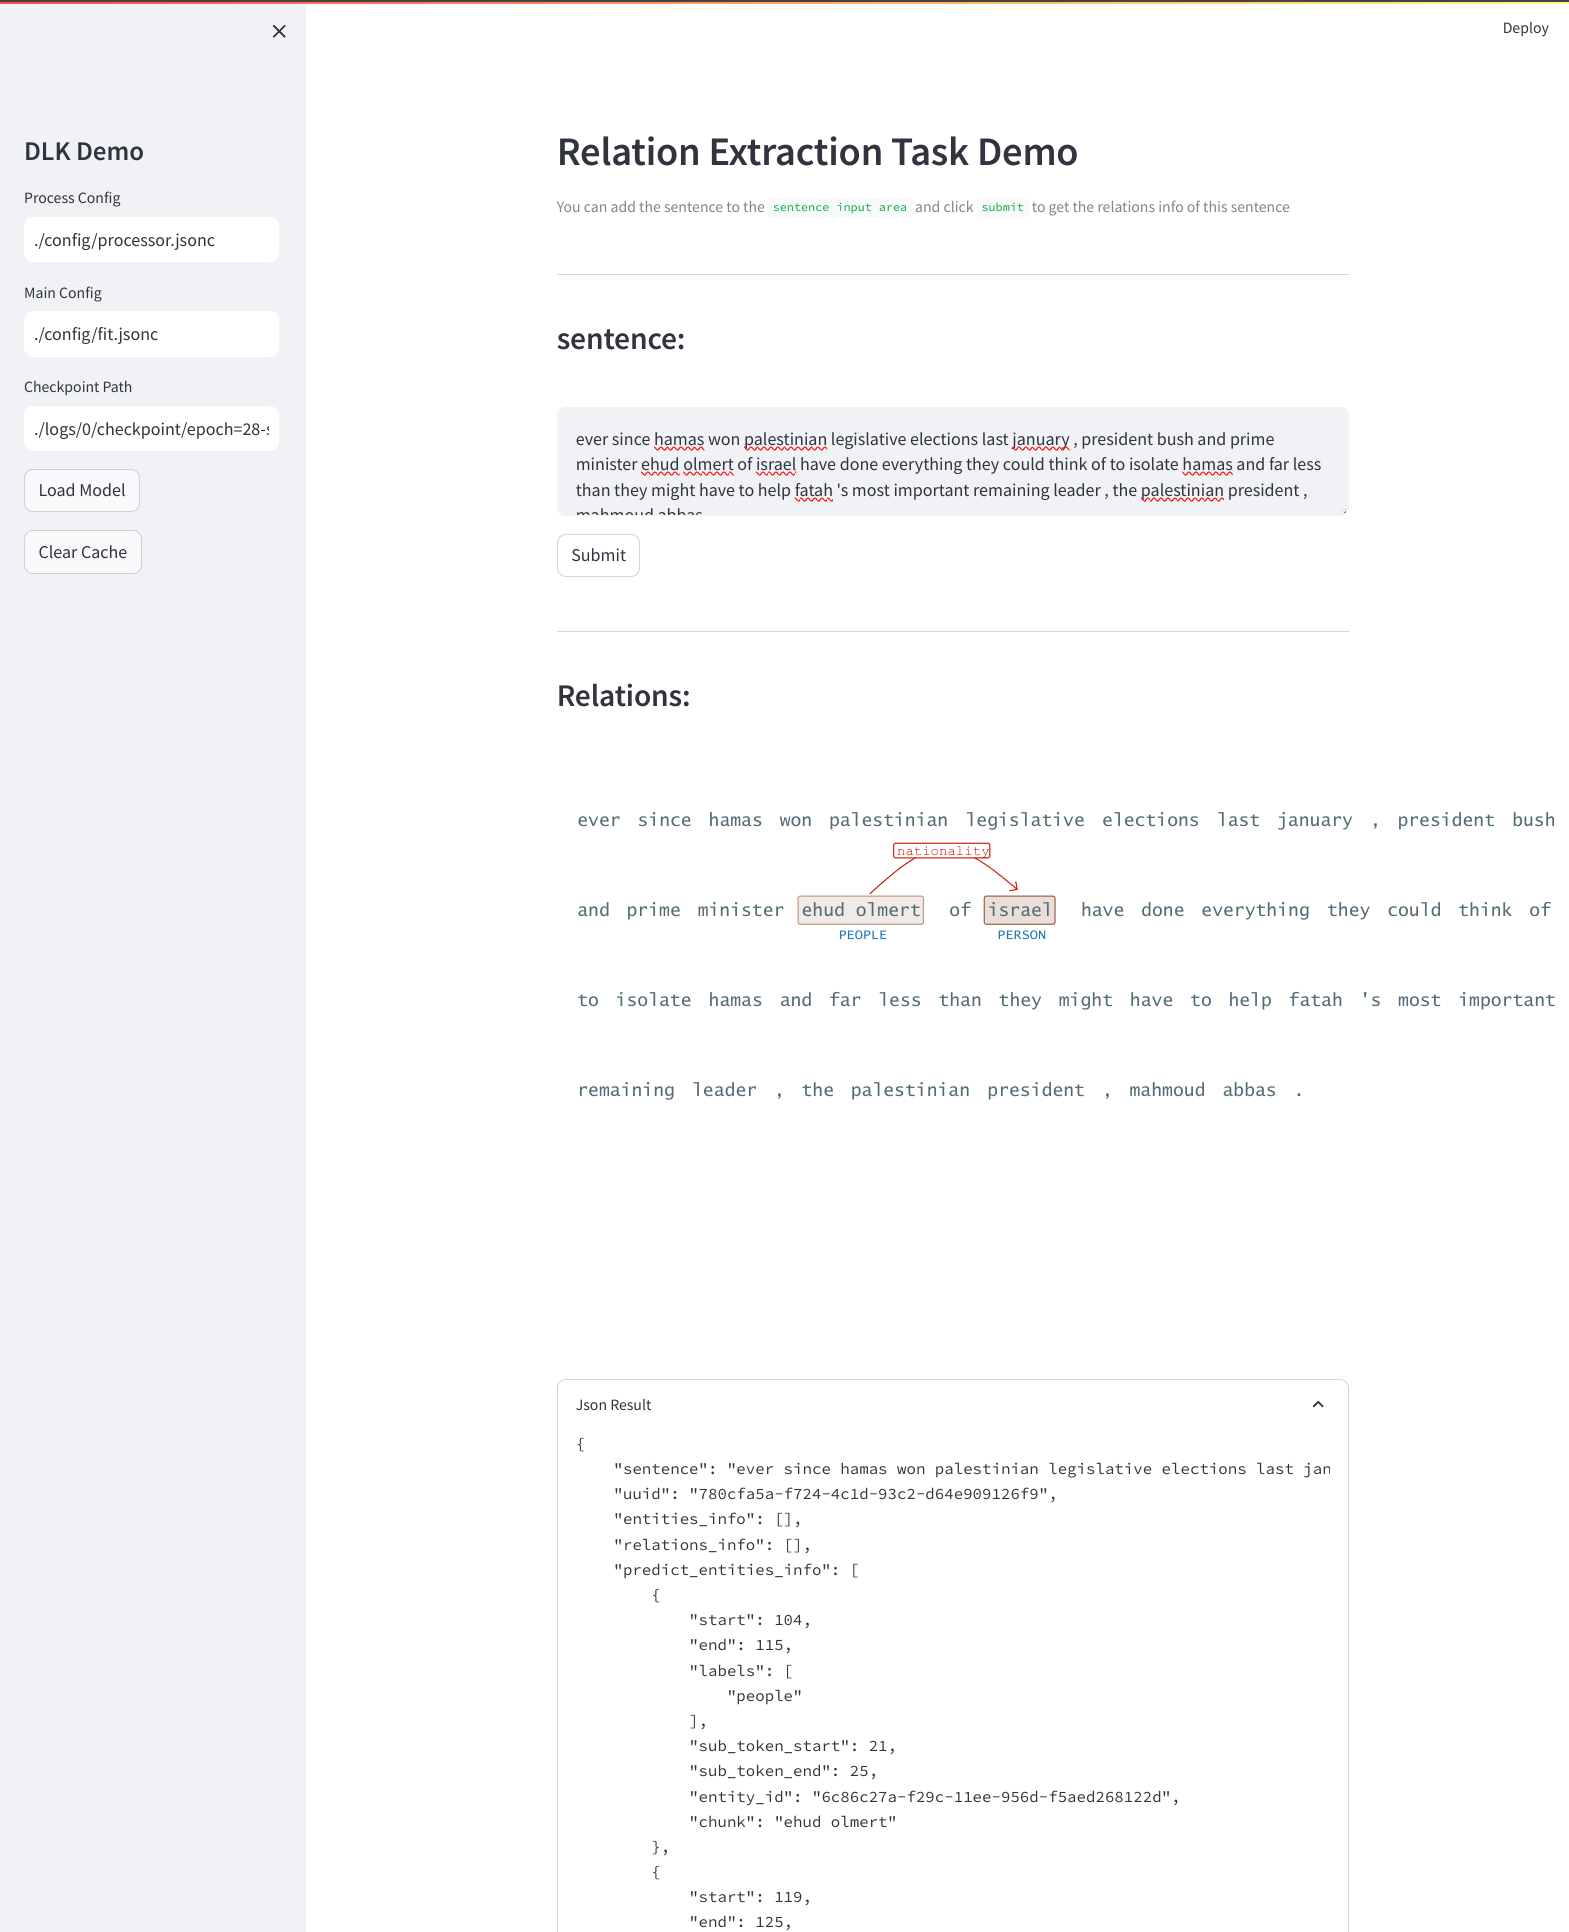 Deploy
DLK Demo
Process Config
./config/processor.jsonc
Main Config
./config/fit.jsonc
Checkpoint Path
./logs/0/checkpoint/epoch=28-s
Load Model
Clear Cache
Relation Extraction Task Demo
You can add the sentence to the sentence input area and click submit to get the relations info of this sentence
sentence:
ever since hamas won palestinian legislative elections last january , president bush and prime
minister ehud olmert of israel have done everything they could think of to isolate hamas and far less
than they might have to help fatah 's most important remaining leader , the palestinian president ,
mahmoud abbas
Submit
Relations:
ever since hamas won palestinian legislative elections last january , president bush
nationality
and prime minister ehud olmert of israel have done everything they could think of
PEOPLE PERSON
to isolate hamas and far less than they might have to help fatah 's most important
remaining leader , the palestinian president , mahmoud abbas .
Json Result
{
"sentence": "ever since hamas won palestinian legislative elections last jan
"uuid": "780cfa5a-f724-4c1d-93c2-d64e909126f9",
"entities_info": [],
"relations_info": [],
"predict_entities_info": [
{
"start": 104,
"end": 115,
"labels": [
"people"
],
"sub_token_start": 21,
"sub_token_end": 25,
"entity_id": "6c86c27a-f29c-11ee-956d-f5aed268122d",
"chunk": "ehud olmert"
},
{
"start": 119,
"end": 125,